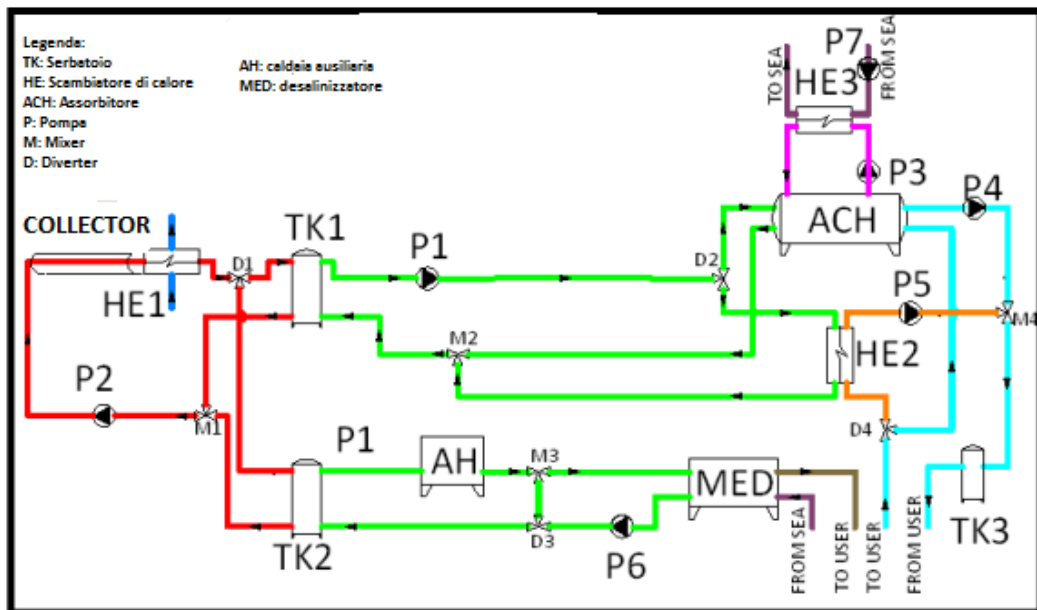 Legenda:
TK: Serbatoio
HE: Scambiatore di calore
ACH: Assorbitore
P: Pompa
M: Mixer
D: Diverter
AH: caldaia ausiliaria
MED: desalinizzatore
TO SEA
P7
FROM SEA
HE3
P3
P4
ACH
COLLECTOR
TK1
P1
D1
D2
HE1
P5
M4
M2
HE2
P2
M1
D4
P1
AH
M3
MED
TK2
D3
P6
FROM SEA
TO USER
TO USER
FROM USER
TK3